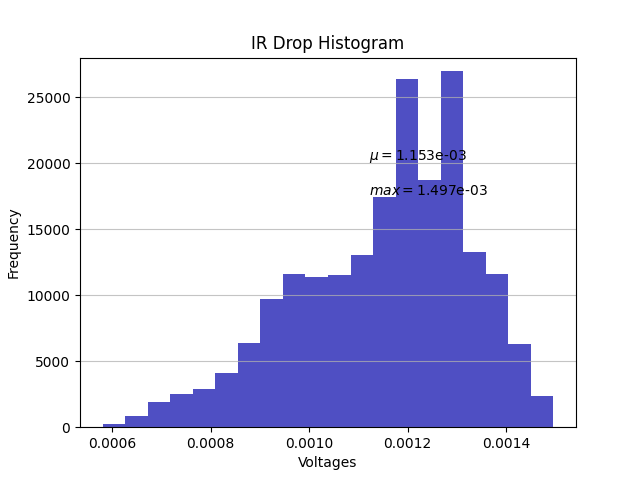 IR Drop Histogram
25000
20000
15000
10000
5000
0
Frequency
μ = 1.153e-03
max = 1.497e-03
0.0006 0.0008 0.0010 0.0012 0.0014
Voltages